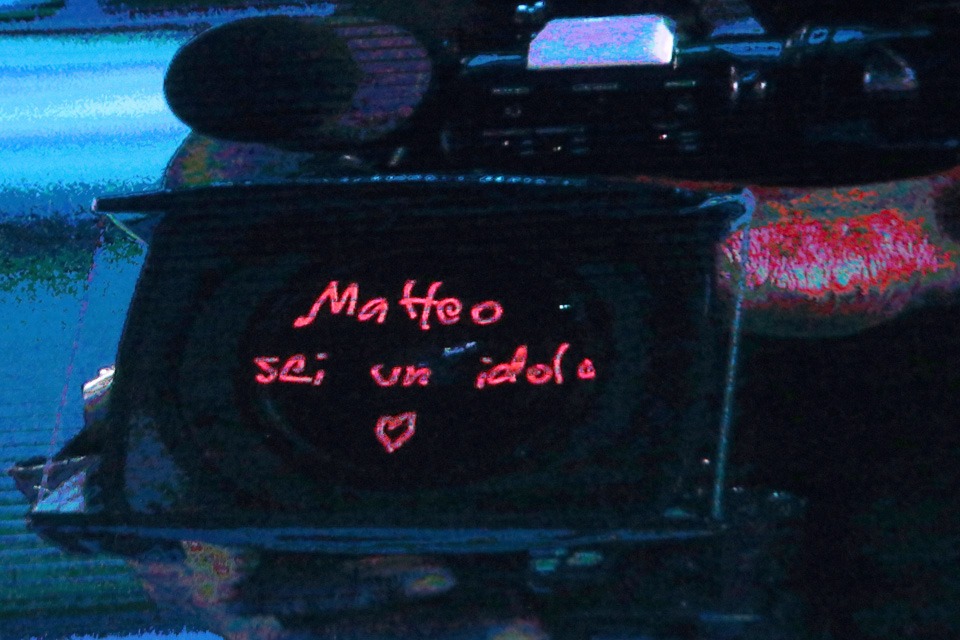 Matteo
sei un idolo
♡